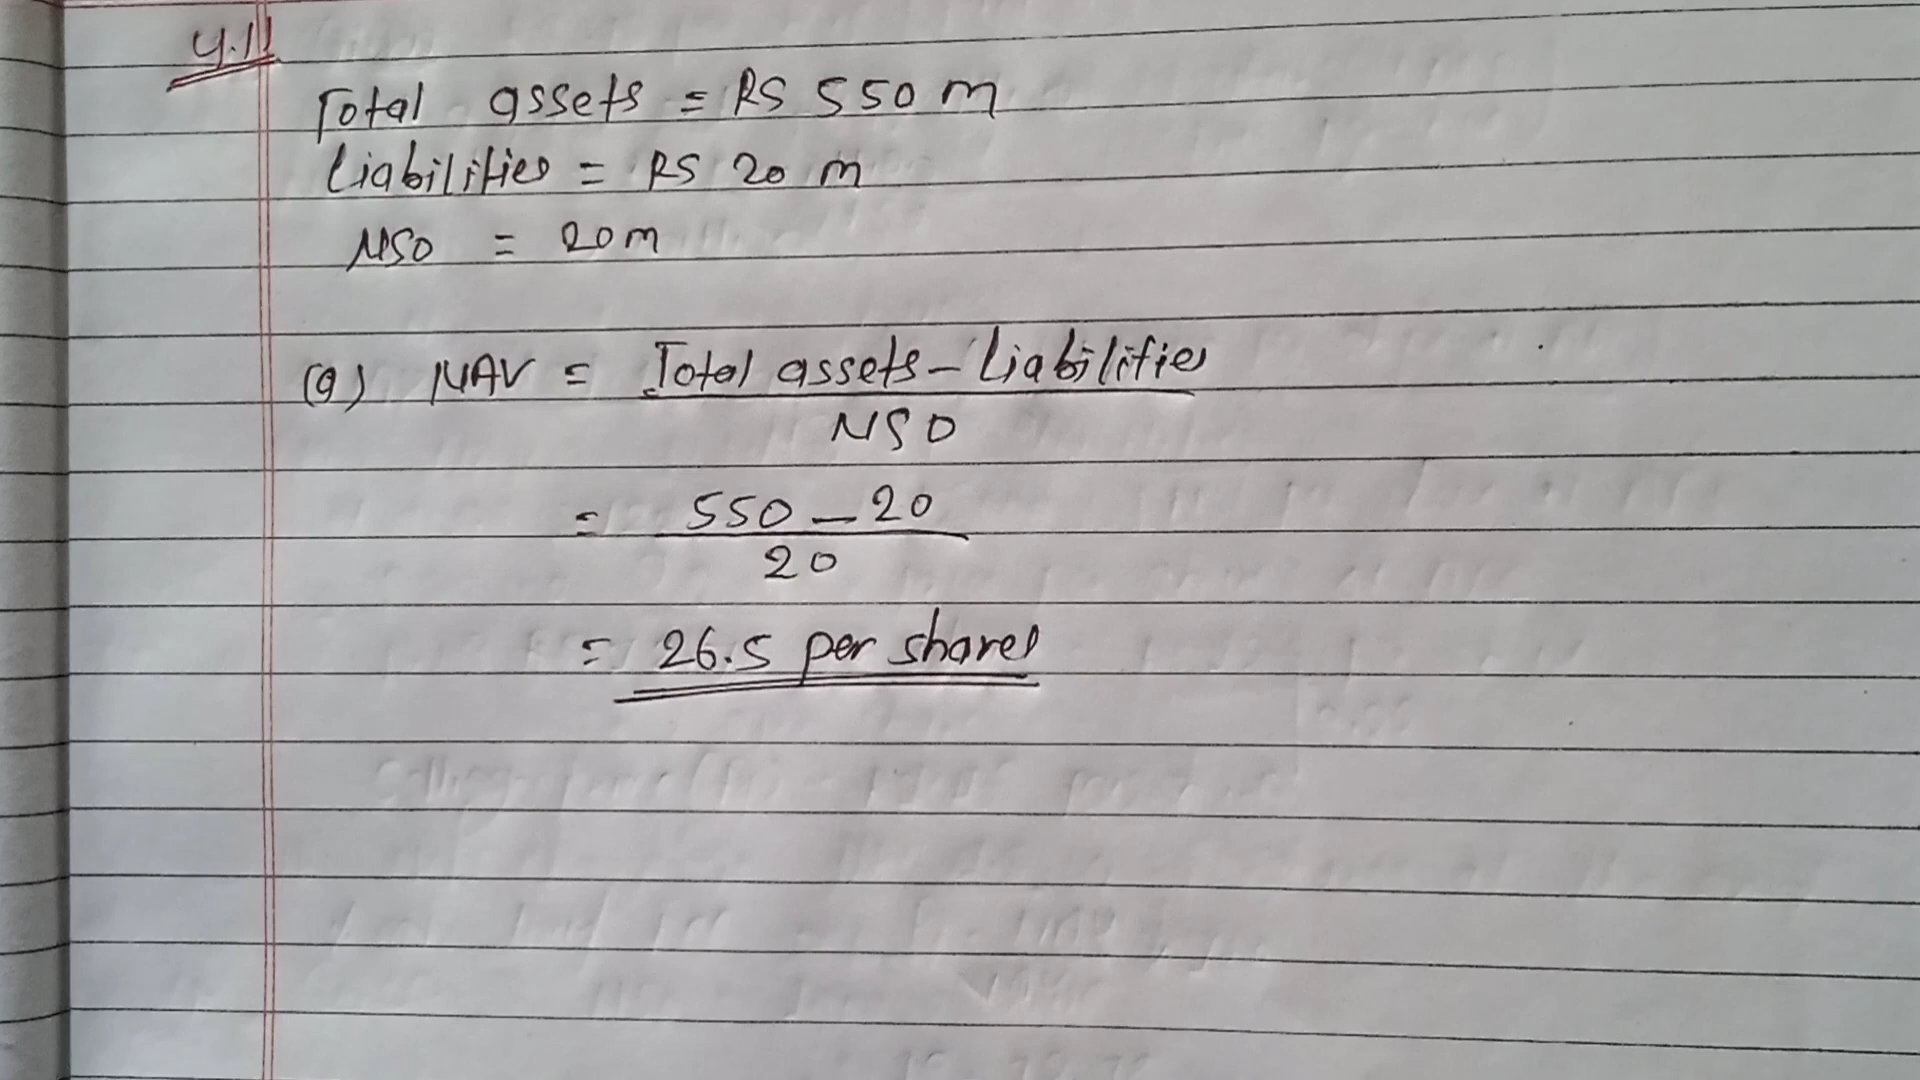 4.11
Total assets = RS 550 m
liabilities = RS 20 m
NSO = 20m
(a) NAV = Total assets - liabilities
NSO
= 550 - 20
20
= 26.5 per shares